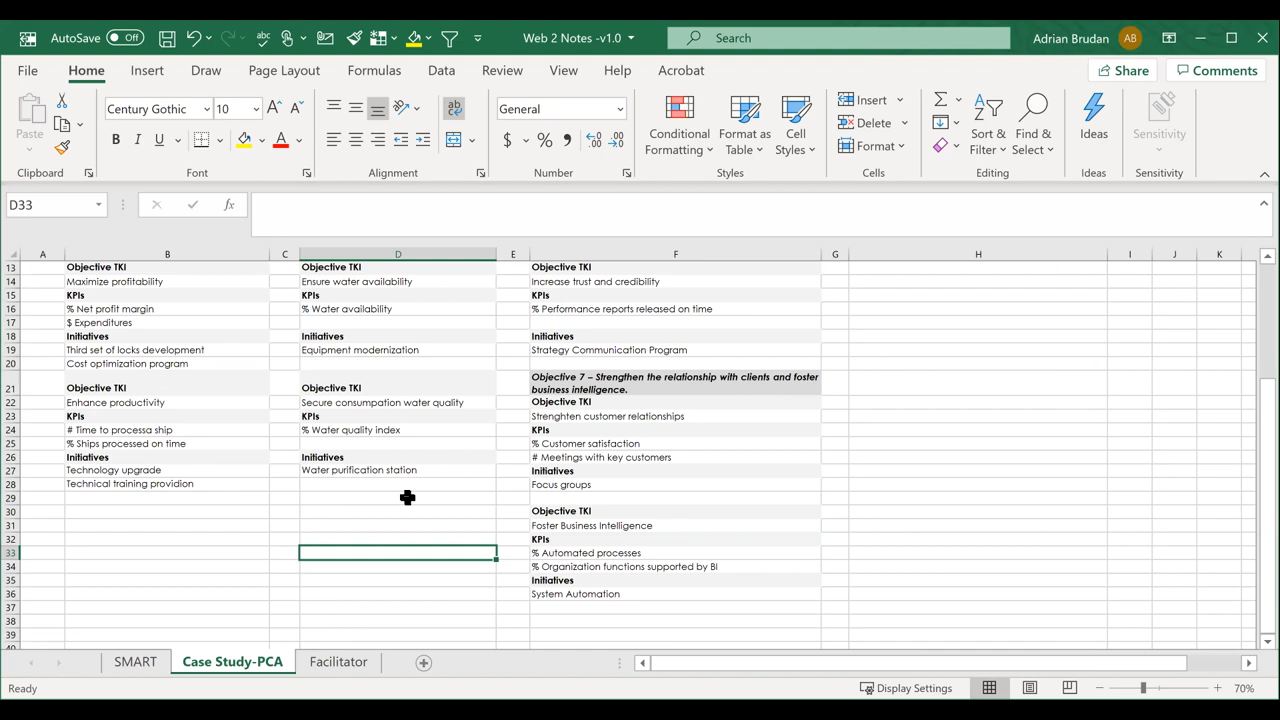 AutoSave Off
Web 2 Notes -v1.0
Search
Adrian Brudan AB
File Home Insert Draw Page Layout Formulas Data Review View Help Acrobat Share Comments
Paste
Clipboard
Century Gothic 10
B I U
Font
ab
Alignment
General
$ % ,
Number
Conditional Formatting
Format as Table
Cell Styles
Styles
Insert
Delete
Format
Cells
Sort & Filter
Find & Select
Editing
Ideas
Ideas
Sensitivity
Sensitivity
D33 fx
A B C D E F G H I J K
13 Objective TKI Objective TKI Objective TKI
14 Maximize profitability Ensure water availability Increase trust and credibility
15 KPIs KPIs KPIs
16 % Net profit margin % Water availability % Performance reports released on time
17 $ Expenditures
18 Initiatives Initiatives Initiatives
19 Third set of locks development Equipment modernization Strategy Communication Program
20 Cost optimization program
Objective 7 – Strengthen the relationship with clients and foster
business intelligence.
21 Objective TKI Objective TKI
22 Enhance productivity Secure consumpation water quality Objective TKI
23 KPIs KPIs Strenghten customer relationships
24 # Time to processa ship % Water quality index KPIs
25 % Ships processed on time % Customer satisfaction
26 Initiatives Initiatives # Meetings with key customers
27 Technology upgrade Water purification station Initiatives
28 Technical training providion Focus groups
29
30 Objective TKI
31 Foster Business Intelligence
32 KPIs
33 % Automated processes
34 % Organization functions supported by BI
35 Initiatives
36 System Automation
37
38
39
40
SMART Case Study-PCA Facilitator
Ready Display Settings 70%